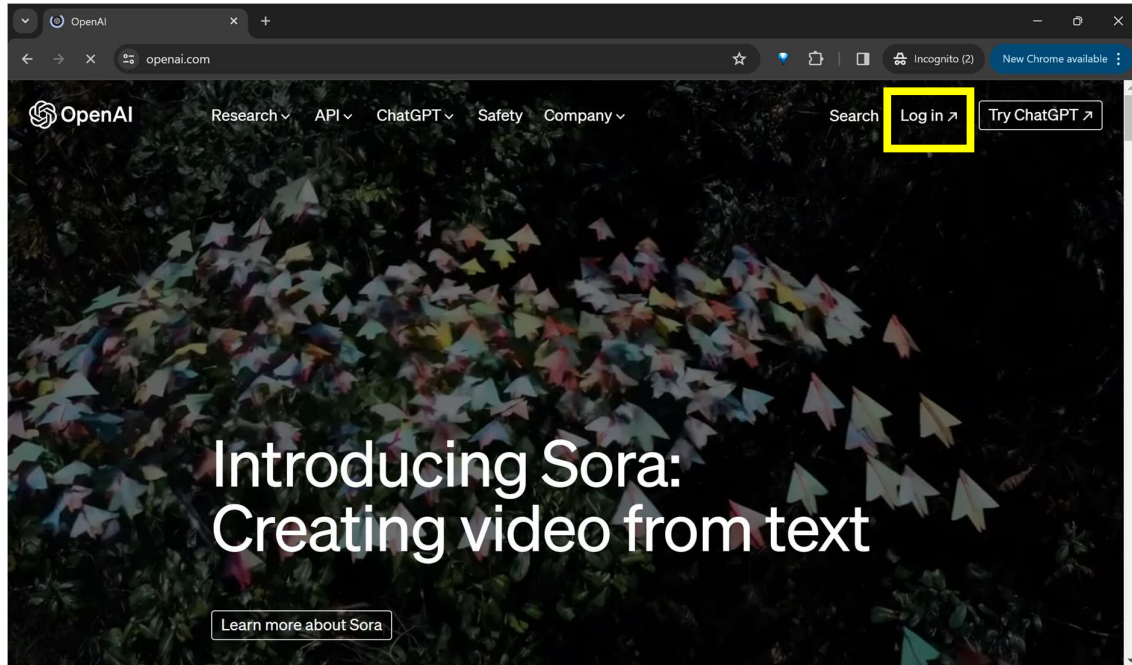 OpenAI
openai.com
Incognito (2)
New Chrome available
OpenAI
Research
API
ChatGPT
Safety
Company
Search
Log in ↗
Try ChatGPT ↗
Introducing Sora:
Creating video from text
Learn more about Sora